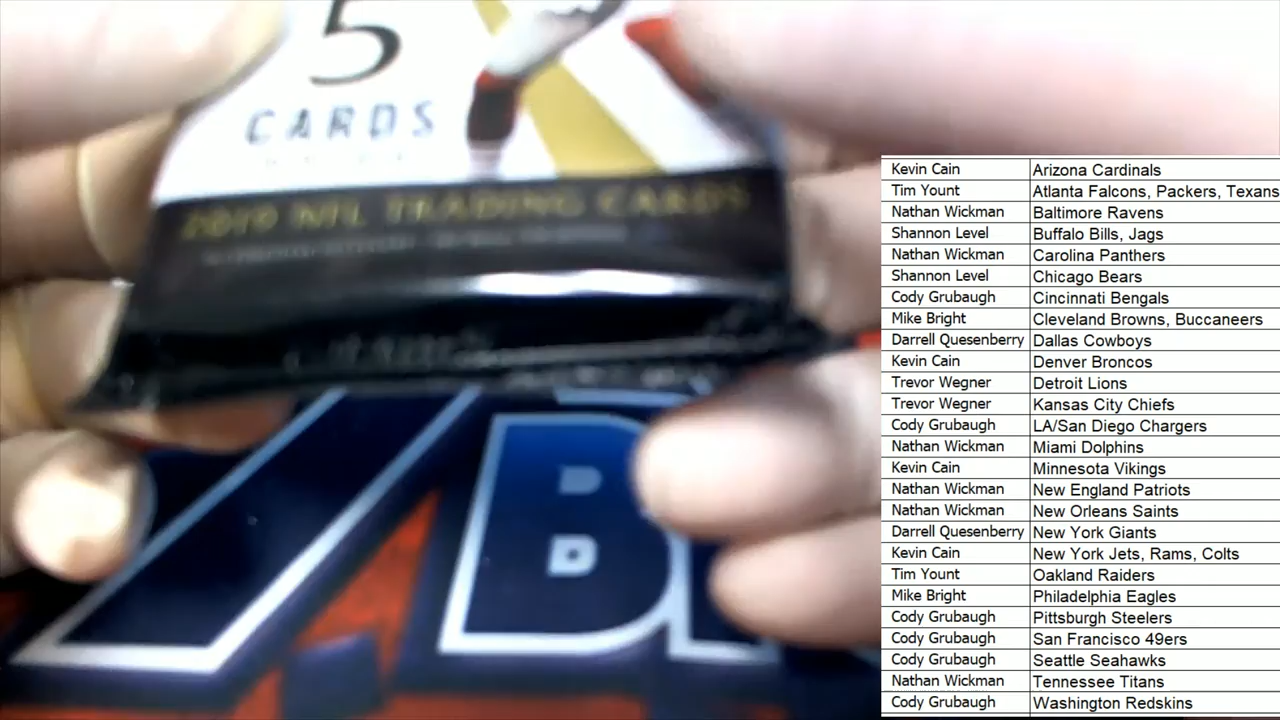 5
CARDS
NFL TRADING CARDS
B
Kevin Cain Arizona Cardinals
Tim Yount Atlanta Falcons, Packers, Texans
Nathan Wickman Baltimore Ravens
Shannon Level Buffalo Bills, Jags
Nathan Wickman Carolina Panthers
Shannon Level Chicago Bears
Cody Grubaugh Cincinnati Bengals
Mike Bright Cleveland Browns, Buccaneers
Darrell Quesenberry Dallas Cowboys
Kevin Cain Denver Broncos
Trevor Wegner Detroit Lions
Trevor Wegner Kansas City Chiefs
Cody Grubaugh LA/San Diego Chargers
Nathan Wickman Miami Dolphins
Kevin Cain Minnesota Vikings
Nathan Wickman New England Patriots
Nathan Wickman New Orleans Saints
Darrell Quesenberry New York Giants
Kevin Cain New York Jets, Rams, Colts
Tim Yount Oakland Raiders
Mike Bright Philadelphia Eagles
Cody Grubaugh Pittsburgh Steelers
Cody Grubaugh San Francisco 49ers
Cody Grubaugh Seattle Seahawks
Nathan Wickman Tennessee Titans
Cody Grubaugh Washington Redskins